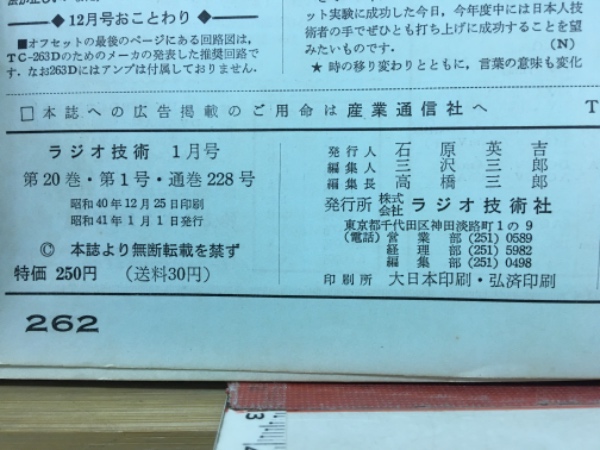 ◆12月号おことわり◆
■オフセットの最後のページにある回路図は,
TC-263Dのためのメーカの発表した推奨回路で
す. なお263Dにはアンプは付属しておりません.
ット実験に成功した今日, 今年度中には日本人技
術者の手でぜひとも打ち上げに成功することを望
みたいものです. (N)
★ 時の移り変わりとともに, 言葉の意味も変化
□本誌への広告掲載のご用命は産業通信社へ T
ラジオ技術 1月号
第20巻・第1号・通巻228号
昭和40年12月25日印刷
昭和41年1月1日発行
© 本誌より無断転載を禁ず
特価 250円 (送料30円)
発行人 石原英吉
編集人 三沢三郎
編集長 高橋三郎
発行所 株式会社 ラジオ技術社
東京都千代田区神田淡路町1の9
(電話) 営業部 (251) 0589
経理部 (251) 5982
編集部 (251) 0498
印刷所 大日本印刷・弘済印刷
262